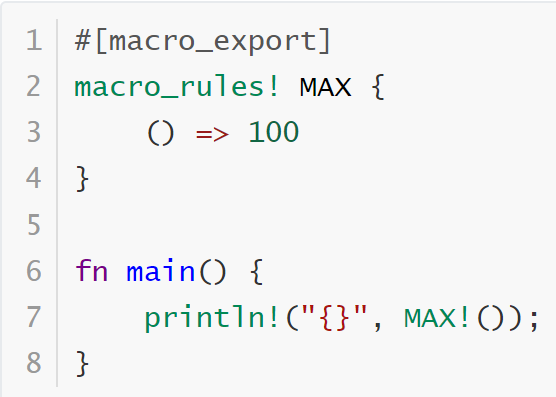 1 #[macro_export]
2 macro_rules! MAX {
3     () => 100
4 }
5
6 fn main() {
7     println!("{}", MAX!());
8 }